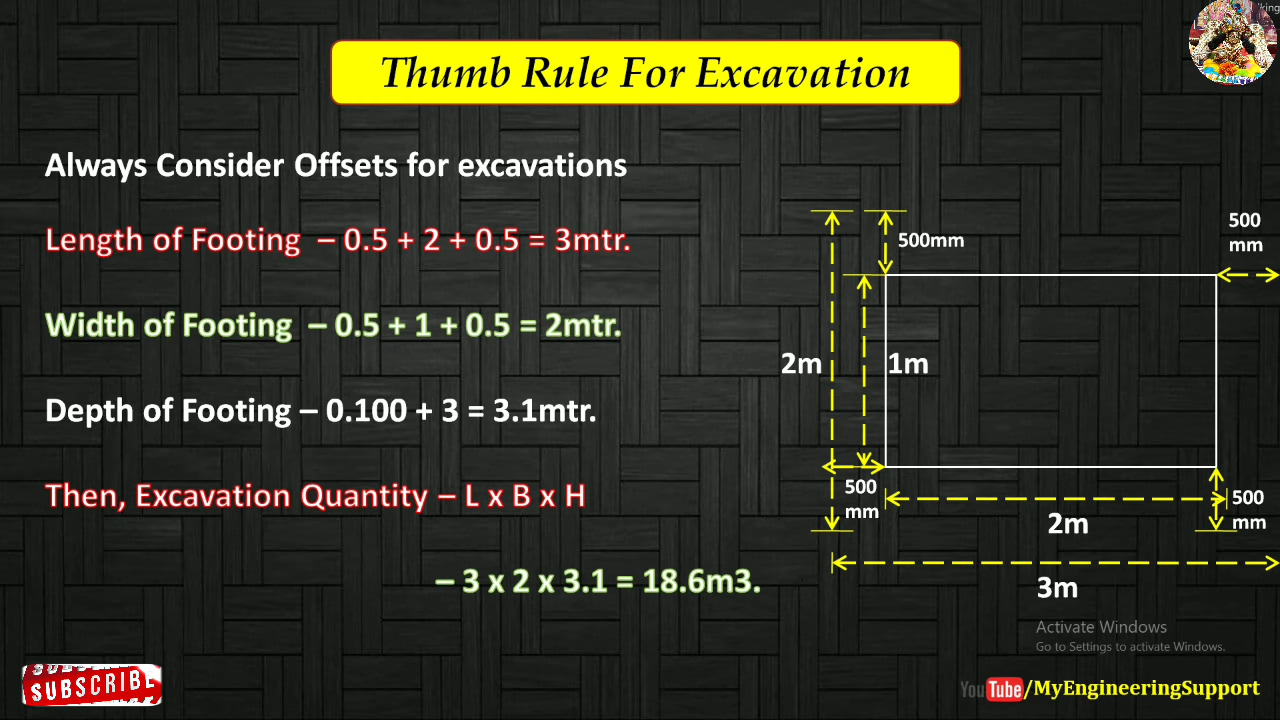 Thumb Rule For Excavation
Always Consider Offsets for excavations
Length of Footing – 0.5 + 2 + 0.5 = 3mtr.
Width of Footing – 0.5 + 1 + 0.5 = 2mtr.
Depth of Footing – 0.100 + 3 = 3.1mtr.
Then, Excavation Quantity – L x B x H
– 3 x 2 x 3.1 = 18.6m3.
500mm
500
mm
2m
1m
500
mm
2m
500
mm
3m
Activate Windows
Go to Settings to activate Windows.
SUBSCRIBE
YouTube/MyEngineeringSupport